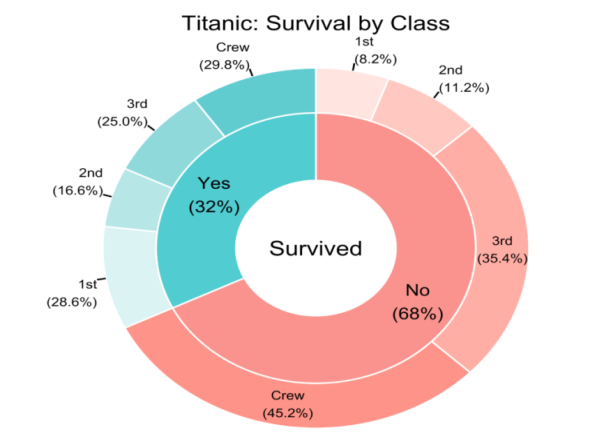 Titanic: Survival by Class
1st
(8.2%)
2nd
(11.2%)
3rd
(35.4%)
Crew
(45.2%)
1st
(28.6%)
2nd
(16.6%)
3rd
(25.0%)
Crew
(29.8%)
Yes
(32%)
No
(68%)
Survived